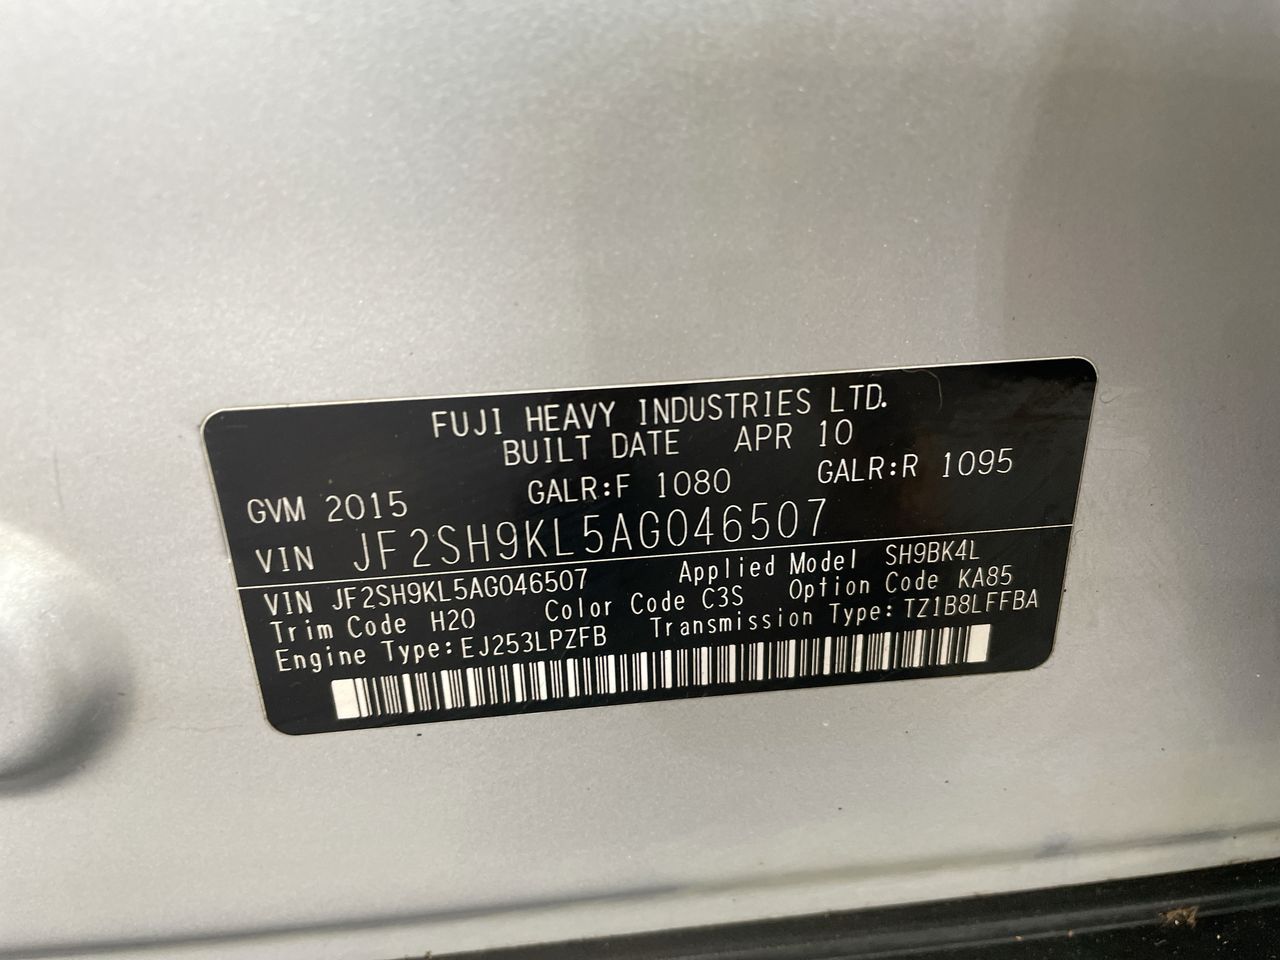 FUJI HEAVY INDUSTRIES LTD.
BUILT DATE APR 10
GVM 2015 GALR:F 1080 GALR:R 1095
VIN JF2SH9KL5AG046507
VIN JF2SH9KL5AG046507 Applied Model SH9BK4L
Trim Code H20 Color Code C3S Option Code KA85
Engine Type:EJ253LPZFB Transmission Type:TZ1B8LFFBA